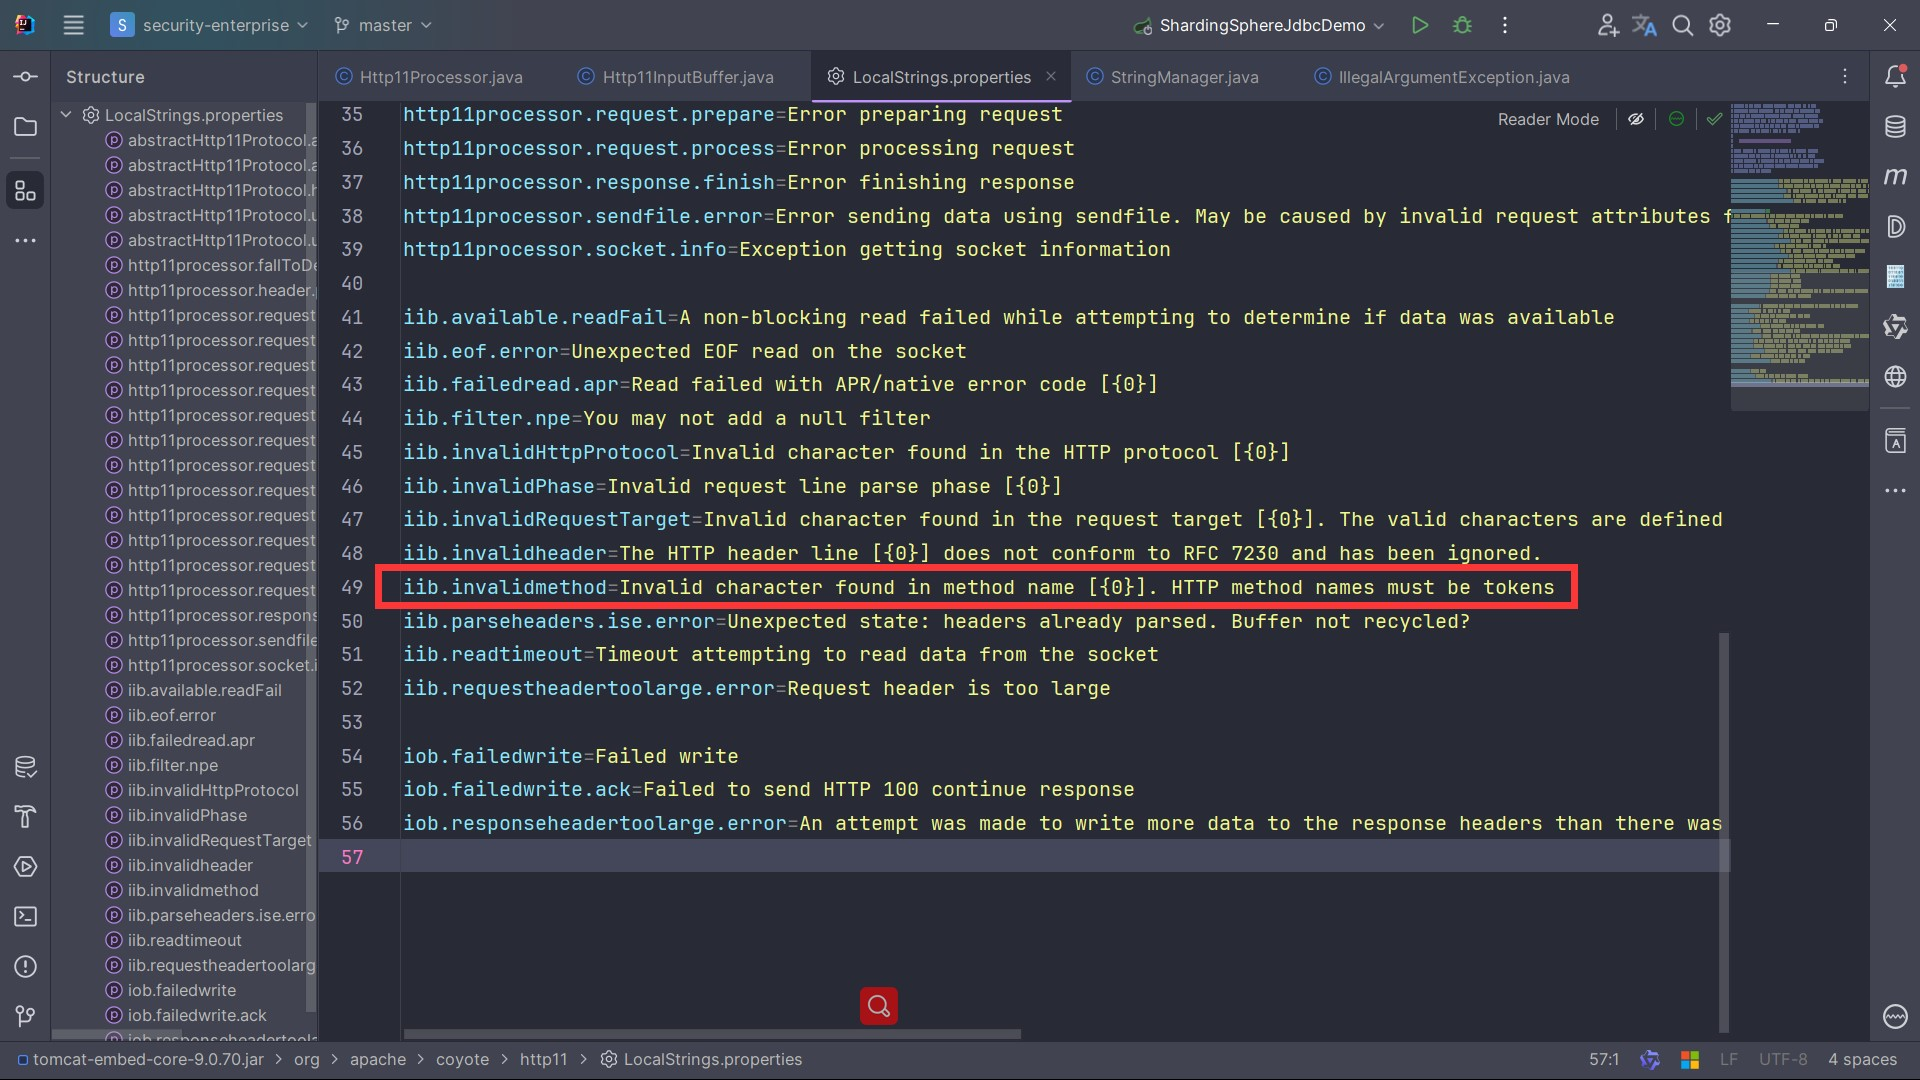 S security-enterprise master ShardingSphereJdbcDemo
Structure
Http11Processor.java Http11InputBuffer.java LocalStrings.properties StringManager.java IllegalArgumentException.java
Reader Mode
LocalStrings.properties
abstractHttp11Protocol.a
abstractHttp11Protocol.a
abstractHttp11Protocol.h
abstractHttp11Protocol.u
abstractHttp11Protocol.u
http11processor.fallToDe
http11processor.header.
http11processor.request
http11processor.request
http11processor.request
http11processor.request
http11processor.request
http11processor.request
http11processor.request
http11processor.request
http11processor.request
http11processor.request
http11processor.request
http11processor.request
http11processor.respons
http11processor.sendfile
http11processor.socket.i
iib.available.readFail
iib.eof.error
iib.failedread.apr
iib.filter.npe
iib.invalidHttpProtocol
iib.invalidPhase
iib.invalidRequestTarget
iib.invalidheader
iib.invalidmethod
iib.parseheaders.ise.erro
iib.readtimeout
iib.requestheadertoolarg
iob.failedwrite
iob.failedwrite.ack
iob.responseheadertoola
35 http11processor.request.prepare=Error preparing request
36 http11processor.request.process=Error processing request
37 http11processor.response.finish=Error finishing response
38 http11processor.sendfile.error=Error sending data using sendfile. May be caused by invalid request attributes f
39 http11processor.socket.info=Exception getting socket information
40
41 iib.available.readFail=A non-blocking read failed while attempting to determine if data was available
42 iib.eof.error=Unexpected EOF read on the socket
43 iib.failedread.apr=Read failed with APR/native error code [{0}]
44 iib.filter.npe=You may not add a null filter
45 iib.invalidHttpProtocol=Invalid character found in the HTTP protocol [{0}]
46 iib.invalidPhase=Invalid request line parse phase [{0}]
47 iib.invalidRequestTarget=Invalid character found in the request target [{0}]. The valid characters are defined
48 iib.invalidheader=The HTTP header line [{0}] does not conform to RFC 7230 and has been ignored.
49 iib.invalidmethod=Invalid character found in method name [{0}]. HTTP method names must be tokens
50 iib.parseheaders.ise.error=Unexpected state: headers already parsed. Buffer not recycled?
51 iib.readtimeout=Timeout attempting to read data from the socket
52 iib.requestheadertoolarge.error=Request header is too large
53
54 iob.failedwrite=Failed write
55 iob.failedwrite.ack=Failed to send HTTP 100 continue response
56 iob.responseheadertoolarge.error=An attempt was made to write more data to the response headers than there was
57
tomcat-embed-core-9.0.70.jar > org > apache > coyote > http11 > LocalStrings.properties
57:1 LF UTF-8 4 spaces